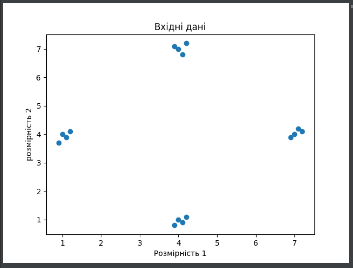 Вхідні дані
7
6
5
4
3
2
1
розмірність 2
1 2 3 4 5 6 7
Розмірність 1